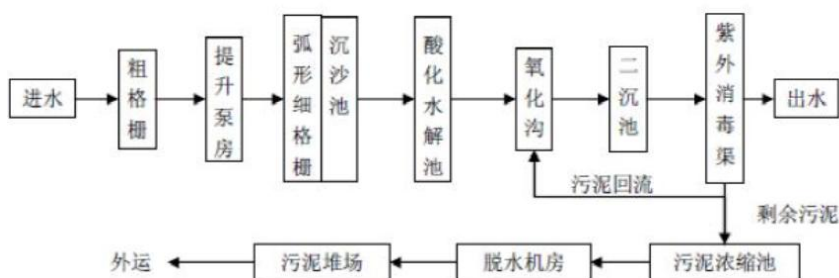 进水
粗格栅
提升泵房
弧形细格栅
沉沙池
酸化水解池
氧化沟
二沉池
紫外消毒渠
出水
污泥回流
剩余污泥
外运
污泥堆场
脱水机房
污泥浓缩池